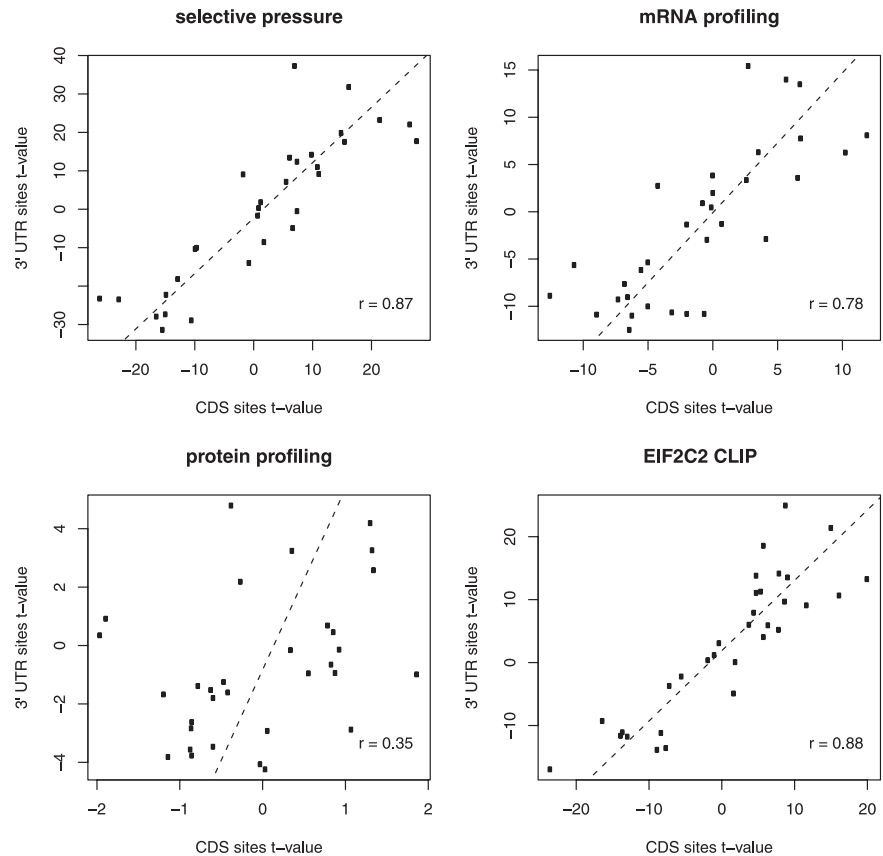 selective pressure
40
30
20
10
0
−10
−30
3' UTR sites t−value
−20
−10
0
10
20
CDS sites t−value
r = 0.87
mRNA profiling
15
10
5
0
−5
−10
3' UTR sites t−value
−10
−5
0
5
10
CDS sites t−value
r = 0.78
protein profiling
4
2
0
−2
−4
3' UTR sites t−value
−2
−1
0
1
2
CDS sites t−value
r = 0.35
EIF2C2 CLIP
20
10
0
−10
3' UTR sites t−value
−20
−10
0
10
20
CDS sites t−value
r = 0.88